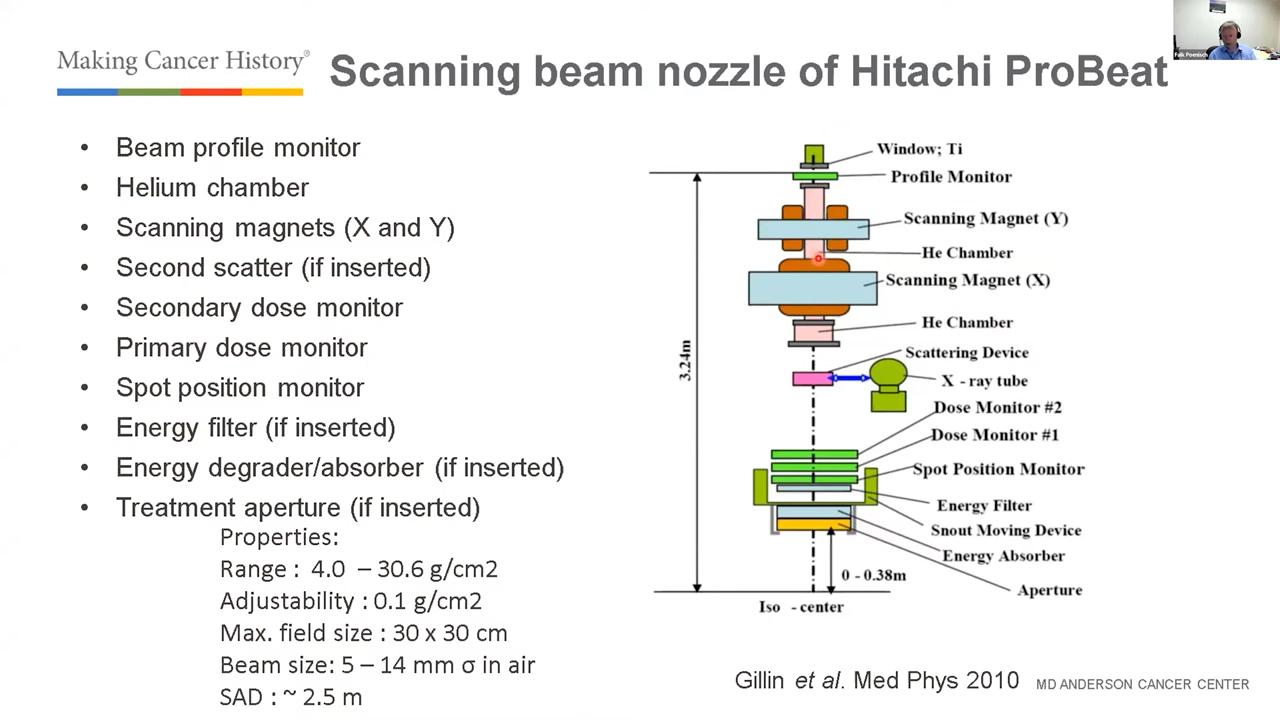 Making Cancer History®
Scanning beam nozzle of Hitachi ProBeat
Falk Poenisch
• Beam profile monitor
• Helium chamber
• Scanning magnets (X and Y)
• Second scatter (if inserted)
• Secondary dose monitor
• Primary dose monitor
• Spot position monitor
• Energy filter (if inserted)
• Energy degrader/absorber (if inserted)
• Treatment aperture (if inserted)
Properties:
Range : 4.0 – 30.6 g/cm2
Adjustability : 0.1 g/cm2
Max. field size : 30 x 30 cm
Beam size: 5 – 14 mm σ in air
SAD : ~ 2.5 m
Window; Ti
Profile Monitor
Scanning Magnet (Y)
He Chamber
Scanning Magnet (X)
He Chamber
Scattering Device
X - ray tube
Dose Monitor #2
Dose Monitor #1
Spot Position Monitor
Energy Filter
Snout Moving Device
Energy Absorber
Aperture
3.24m
0 - 0.38m
Iso - center
Gillin et al. Med Phys 2010
MD ANDERSON CANCER CENTER